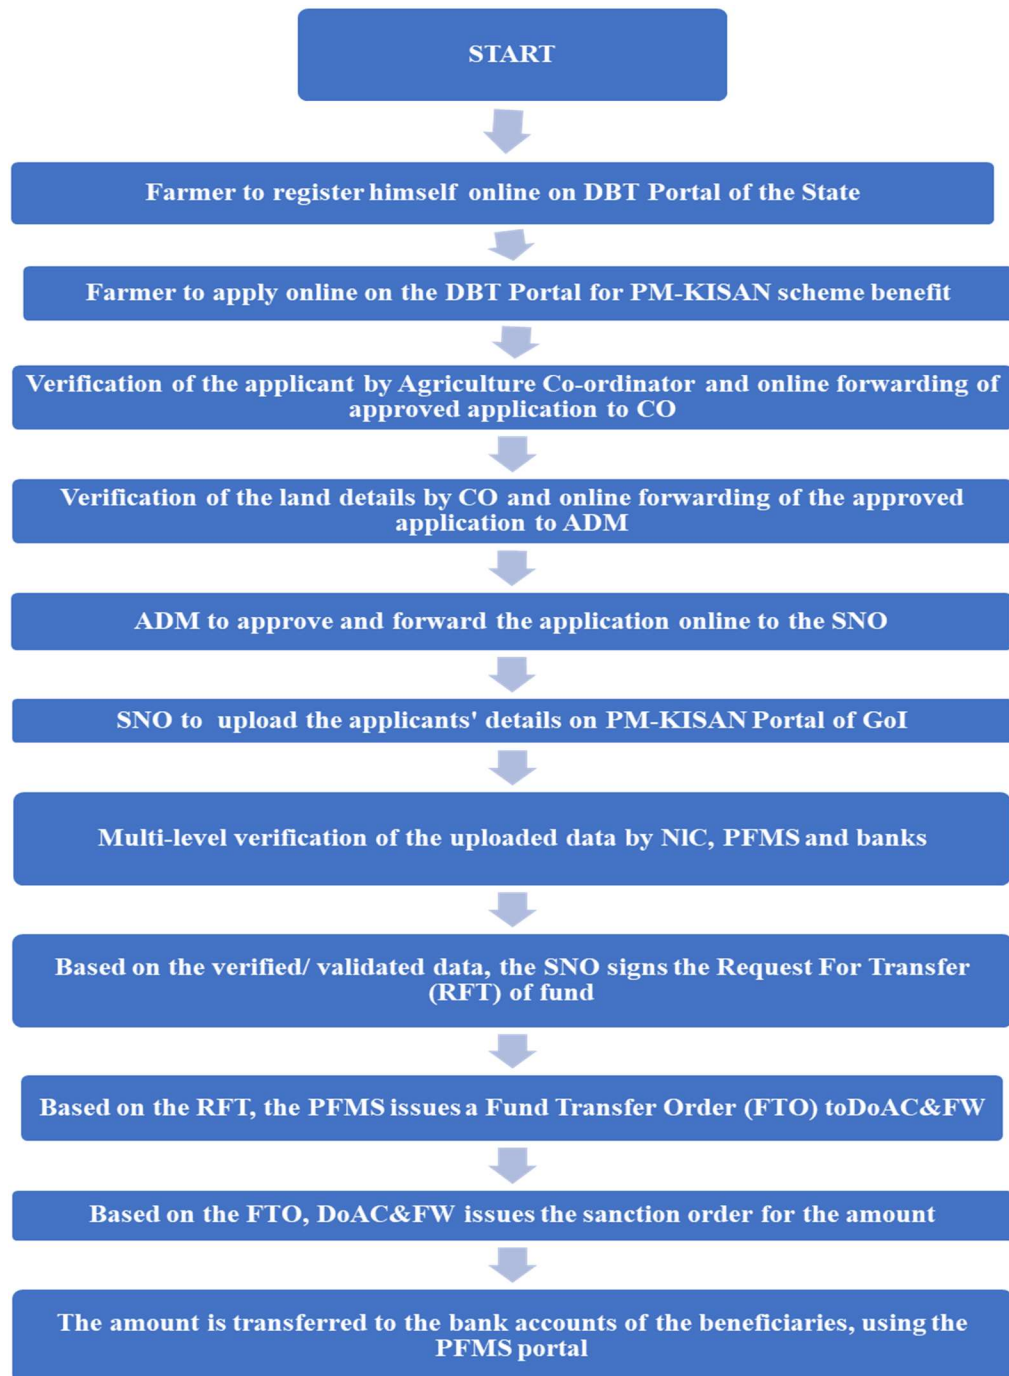 START
Farmer to register himself online on DBT Portal of the State
Farmer to apply online on the DBT Portal for PM-KISAN scheme benefit
Verification of the applicant by Agriculture Co-ordinator and online forwarding of
approved application to CO
Verification of the land details by CO and online forwarding of the approved
application to ADM
ADM to approve and forward the application online to the SNO
SNO to upload the applicants' details on PM-KISAN Portal of GoI
Multi-level verification of the uploaded data by NIC, PFMS and banks
Based on the verified/ validated data, the SNO signs the Request For Transfer
(RFT) of fund
Based on the RFT, the PFMS issues a Fund Transfer Order (FTO) toDoAC&FW
Based on the FTO, DoAC&FW issues the sanction order for the amount
The amount is transferred to the bank accounts of the beneficiaries, using the
PFMS portal